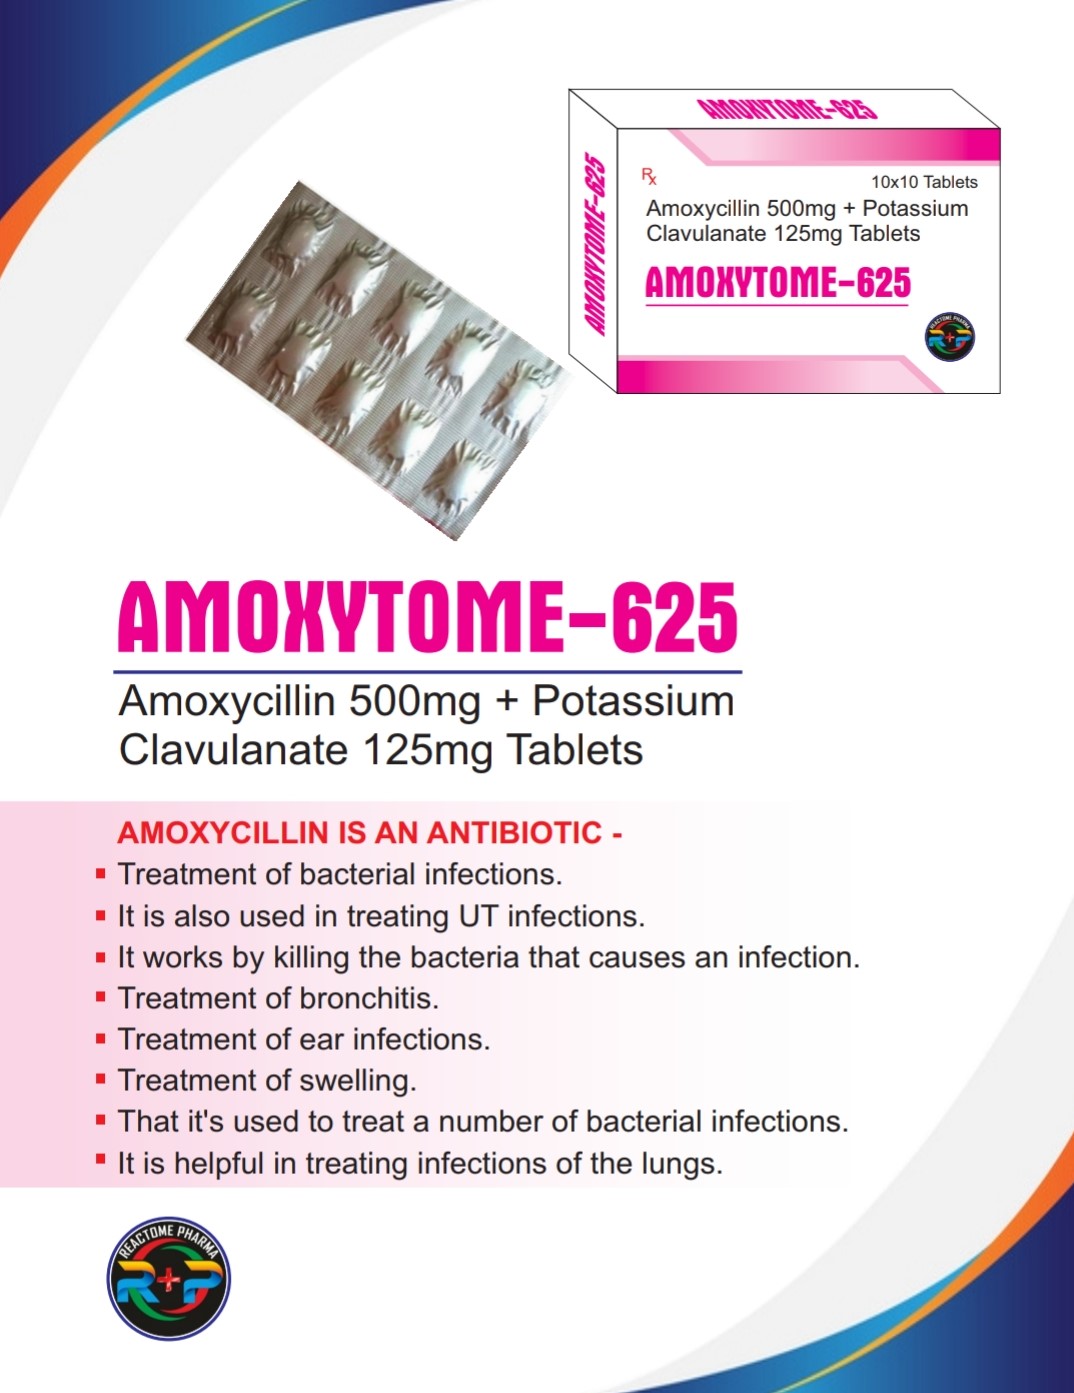 AMOXYTOME-625
AMOXYTOME-625
Rx
10x10 Tablets
Amoxycillin 500mg + Potassium
Clavulanate 125mg Tablets
AMOXYTOME-625
REACTOME PHARMA
R+P
AMOXYTOME-625
Amoxycillin 500mg + Potassium
Clavulanate 125mg Tablets
AMOXYCILLIN IS AN ANTIBIOTIC -
Treatment of bacterial infections.
It is also used in treating UT infections.
It works by killing the bacteria that causes an infection.
Treatment of bronchitis.
Treatment of ear infections.
Treatment of swelling.
That it's used to treat a number of bacterial infections.
It is helpful in treating infections of the lungs.
REACTOME PHARMA
R+P